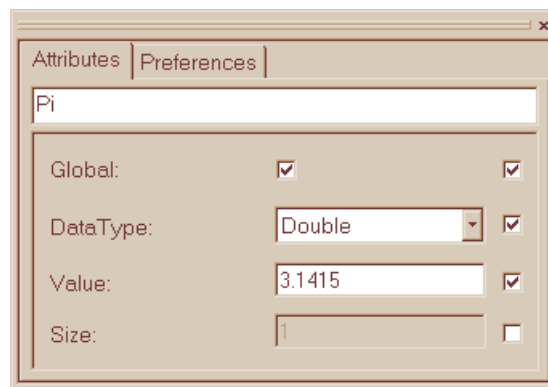 Attributes Preferences
Pi
Global:
DataType: Double
Value: 3.1415
Size: 1